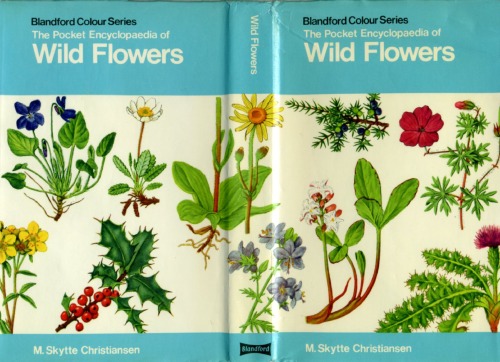 Blandford Colour Series
The Pocket Encyclopaedia of
Wild Flowers
M. Skytte Christiansen
Wild Flowers
Blandford
Blandford Colour Series
The Pocket Encyclopaedia of
Wild Flowers
M. Skytte Christiansen